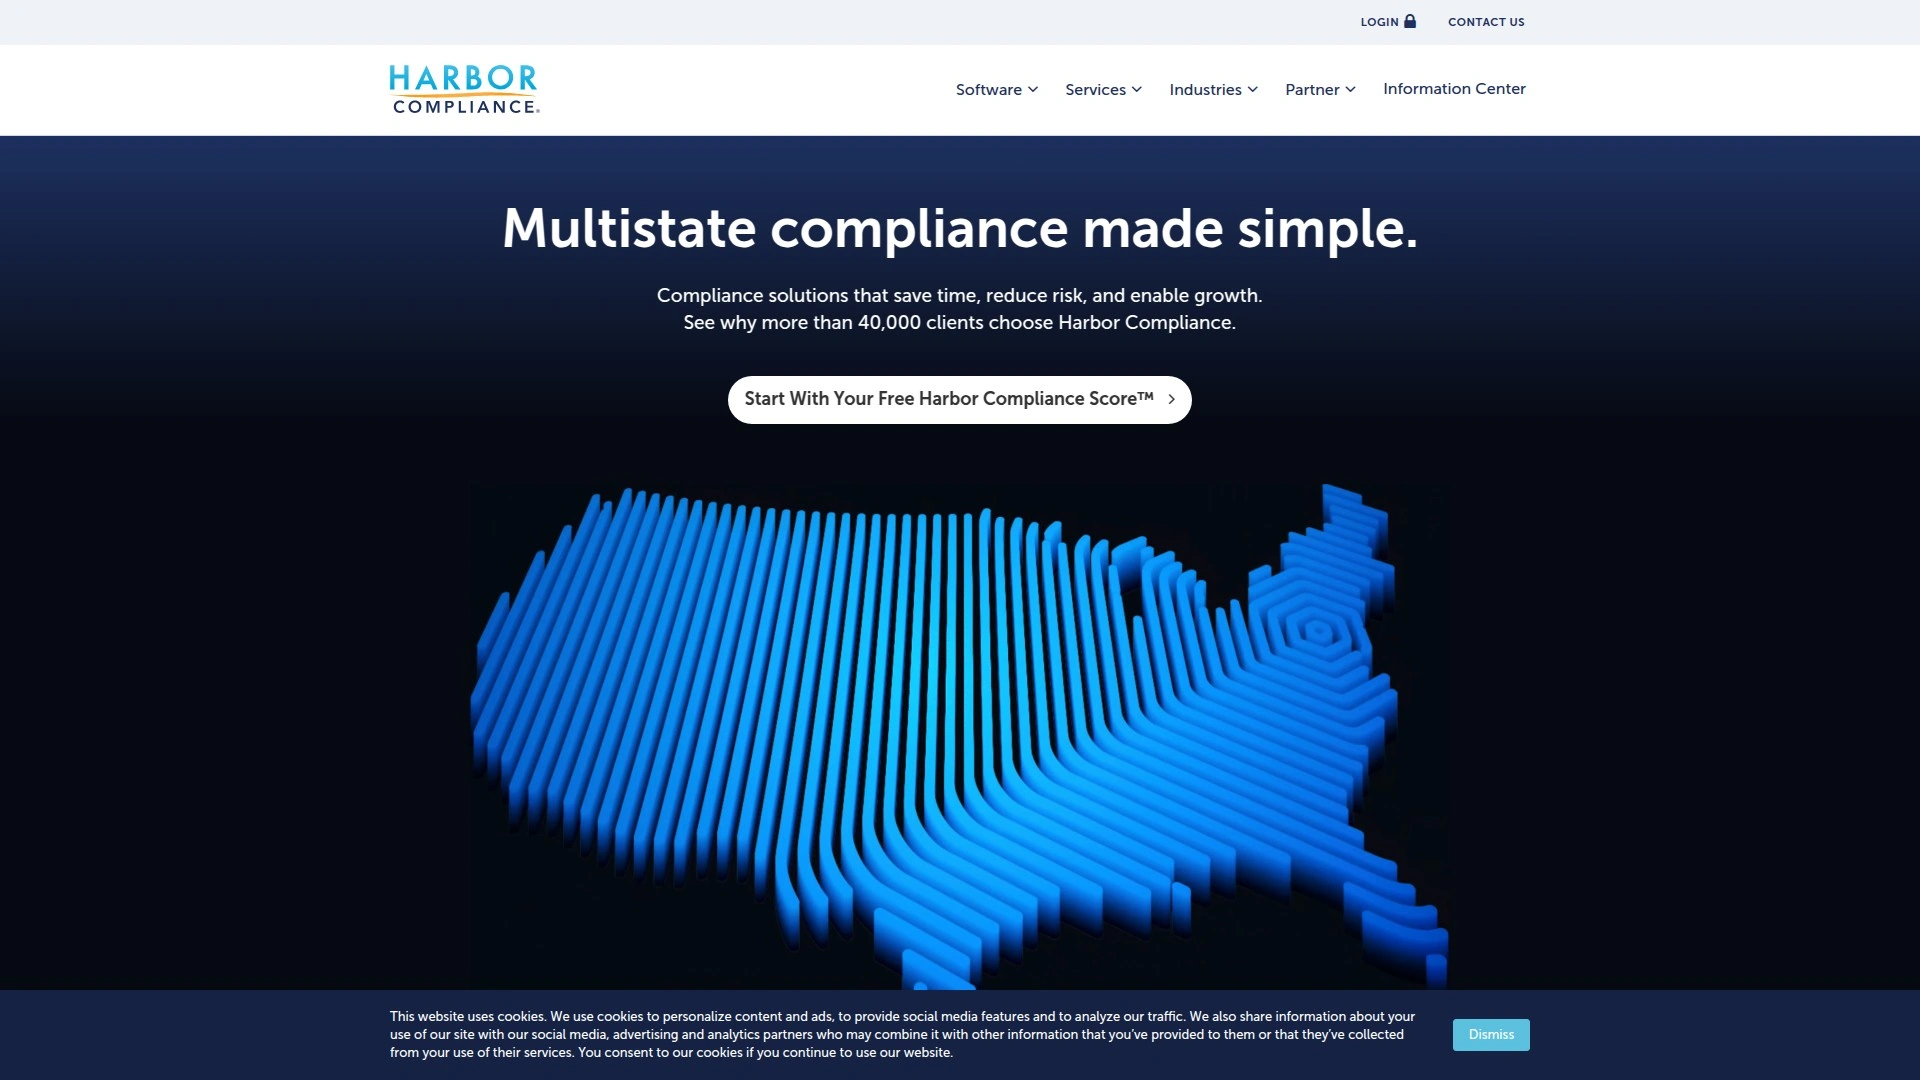 LOGIN
CONTACT US
HARBOR
COMPLIANCE®
Software
Services
Industries
Partner
Information Center
Multistate compliance made simple.
Compliance solutions that save time, reduce risk, and enable growth.
See why more than 40,000 clients choose Harbor Compliance.
Start With Your Free Harbor Compliance Score™
This website uses cookies. We use cookies to personalize content and ads, to provide social media features and to analyze our traffic. We also share information about your
use of our site with our social media, advertising and analytics partners who may combine it with other information that you’ve provided to them or that they’ve collected
from your use of their services. You consent to our cookies if you continue to use our website.
Dismiss